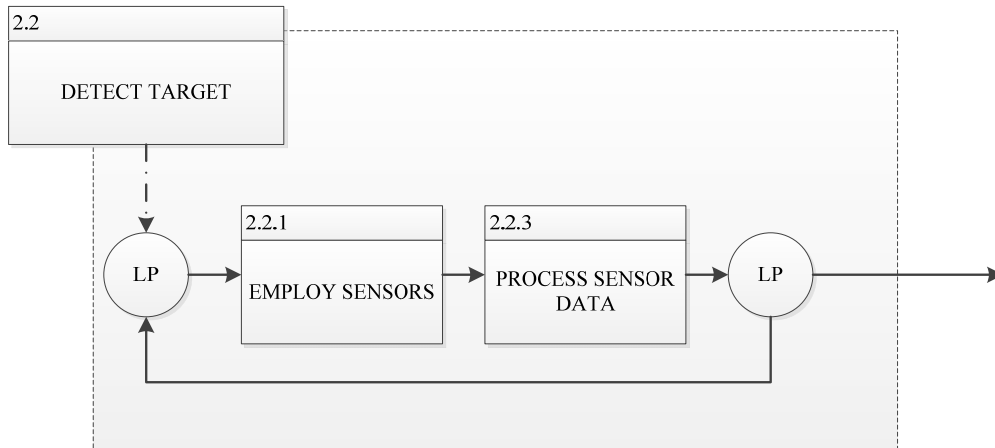 2.2
DETECT TARGET
LP
2.2.1
EMPLOY SENSORS
2.2.3
PROCESS SENSOR
DATA
LP